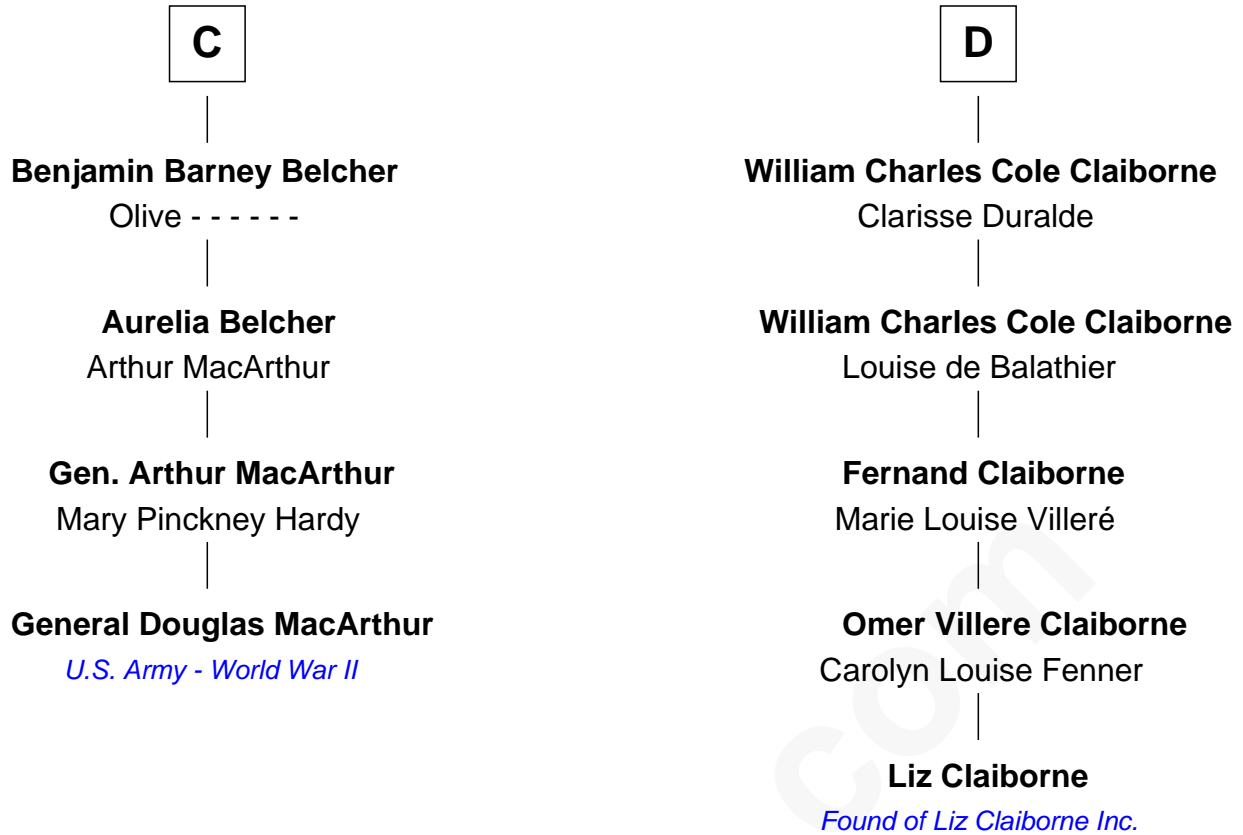 C
Benjamin Barney Belcher
Olive - - - - - -
Aurelia Belcher
Arthur MacArthur
Gen. Arthur MacArthur
Mary Pinckney Hardy
General Douglas MacArthur
U.S. Army - World War II
D
William Charles Cole Claiborne
Clarisse Duralde
William Charles Cole Claiborne
Louise de Balathier
Fernand Claiborne
Marie Louise Villeré
Omer Villere Claiborne
Carolyn Louise Fenner
Liz Claiborne
Found of Liz Claiborne Inc.
com